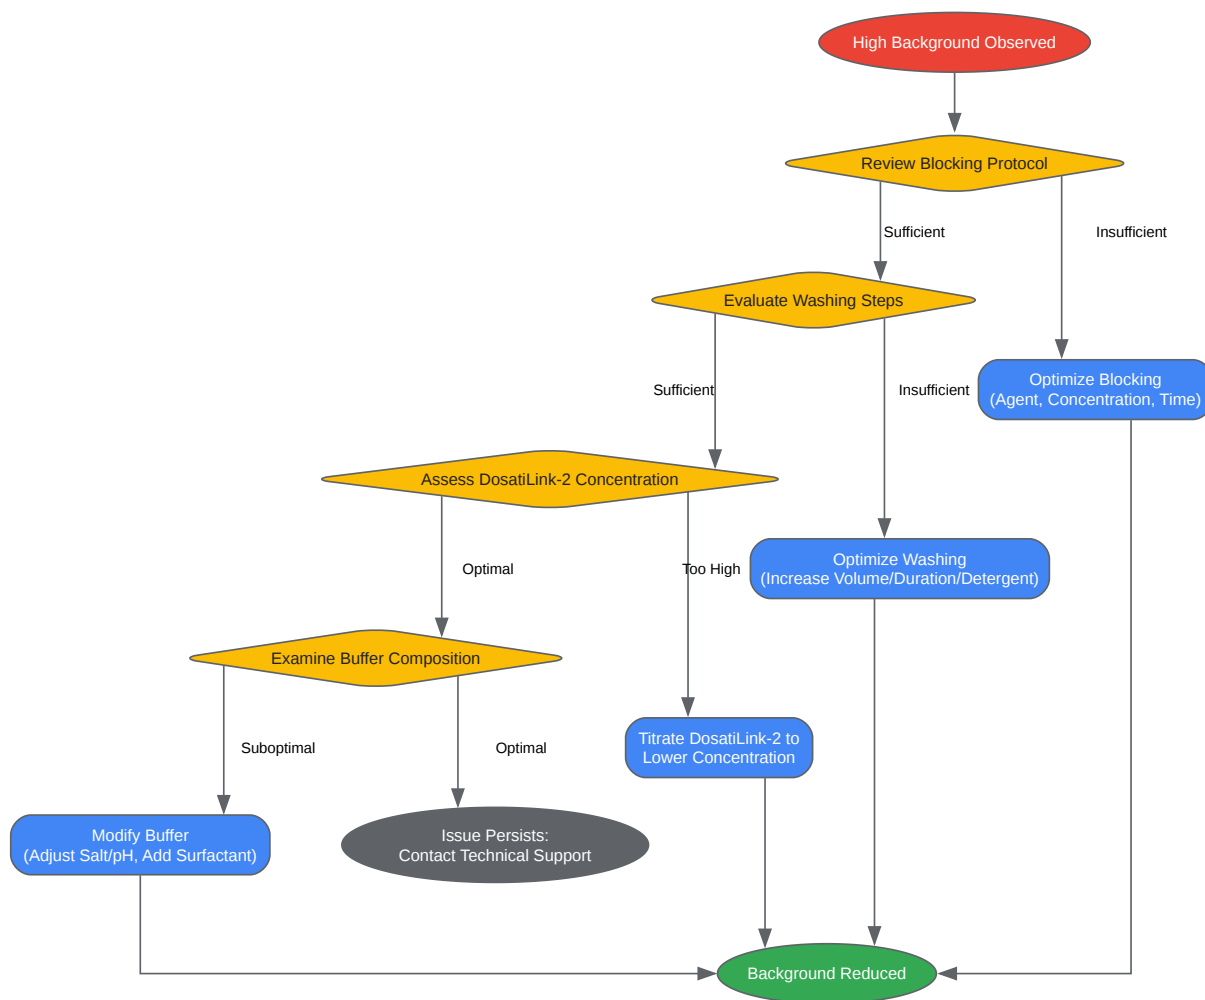 High Background Observed
Review Blocking Protocol
Sufficient
Insufficient
Evaluate Washing Steps
Sufficient
Insufficient
Optimize Blocking
(Agent, Concentration, Time)
Assess DosatiLink-2 Concentration
Optimal
Too High
Optimize Washing
(Increase Volume/Duration/Detergent)
Examine Buffer Composition
Suboptimal
Optimal
Titrate DosatiLink-2 to
Lower Concentration
Modify Buffer
(Adjust Salt/pH, Add Surfactant)
Issue Persists:
Contact Technical Support
Background Reduced